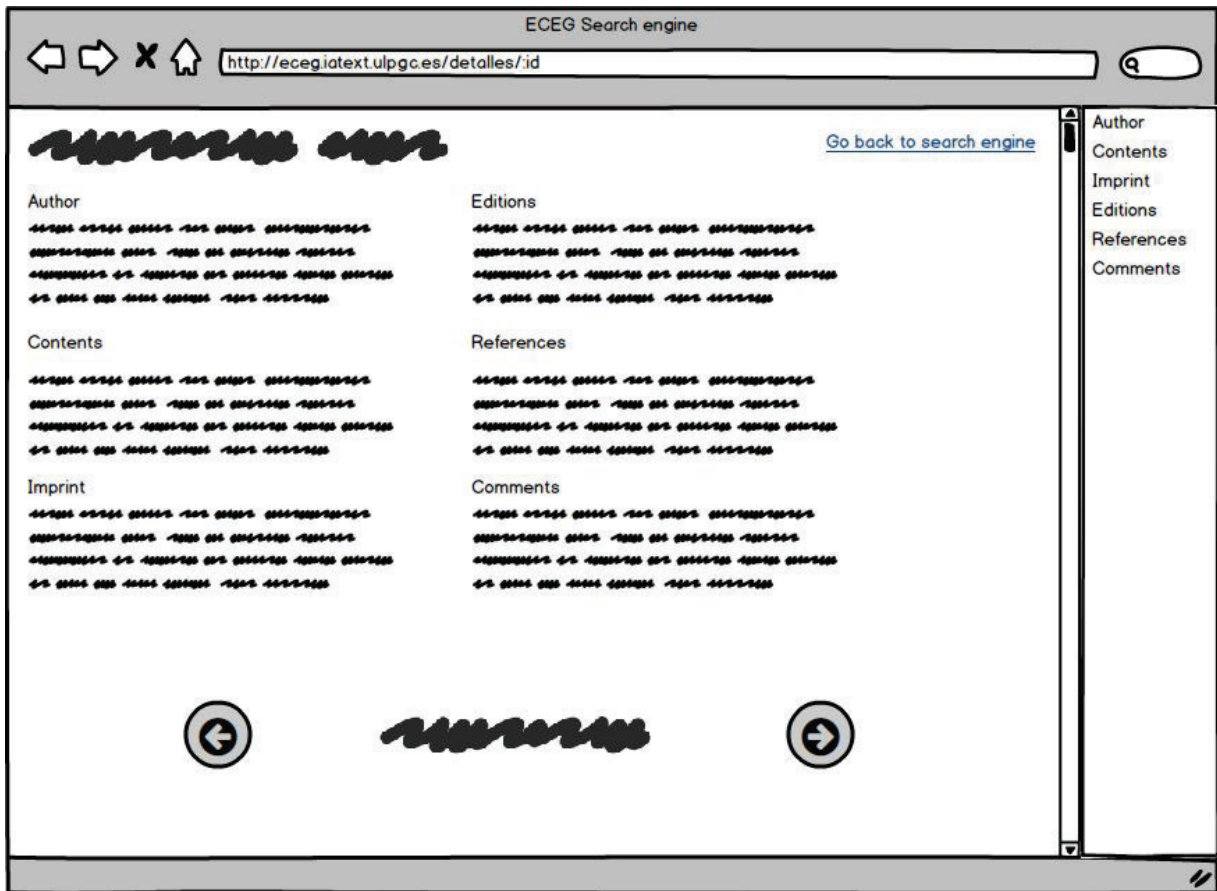 ECEG Search engine
http://eceg.iatext.ulpgc.es/detalles/:id
Go back to search engine
Author
Editions
Contents
References
Imprint
Comments
Author
Contents
Imprint
Editions
References
Comments